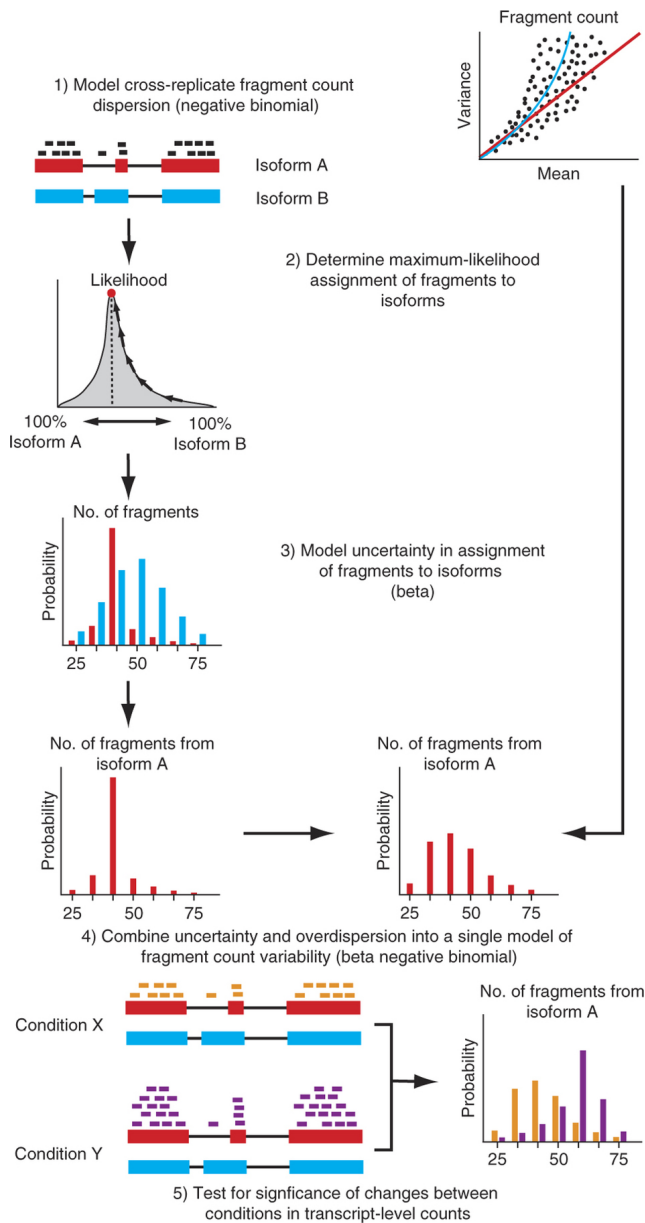 Fragment count
Variance
Mean
1) Model cross-replicate fragment count
dispersion (negative binomial)
Isoform A
Isoform B
2) Determine maximum-likelihood
assignment of fragments to
isoforms
Likelihood
100%
Isoform A
100%
Isoform B
No. of fragments
Probability
25 50 75
3) Model uncertainty in assignment
of fragments to isoforms
(beta)
No. of fragments from
isoform A
Probability
25 50 75
No. of fragments from
isoform A
Probability
25 50 75
4) Combine uncertainty and overdispersion into a single model of
fragment count variability (beta negative binomial)
Condition X
Condition Y
No. of fragments from
isoform A
Probability
25 50 75
5) Test for signficance of changes between
conditions in transcript-level counts